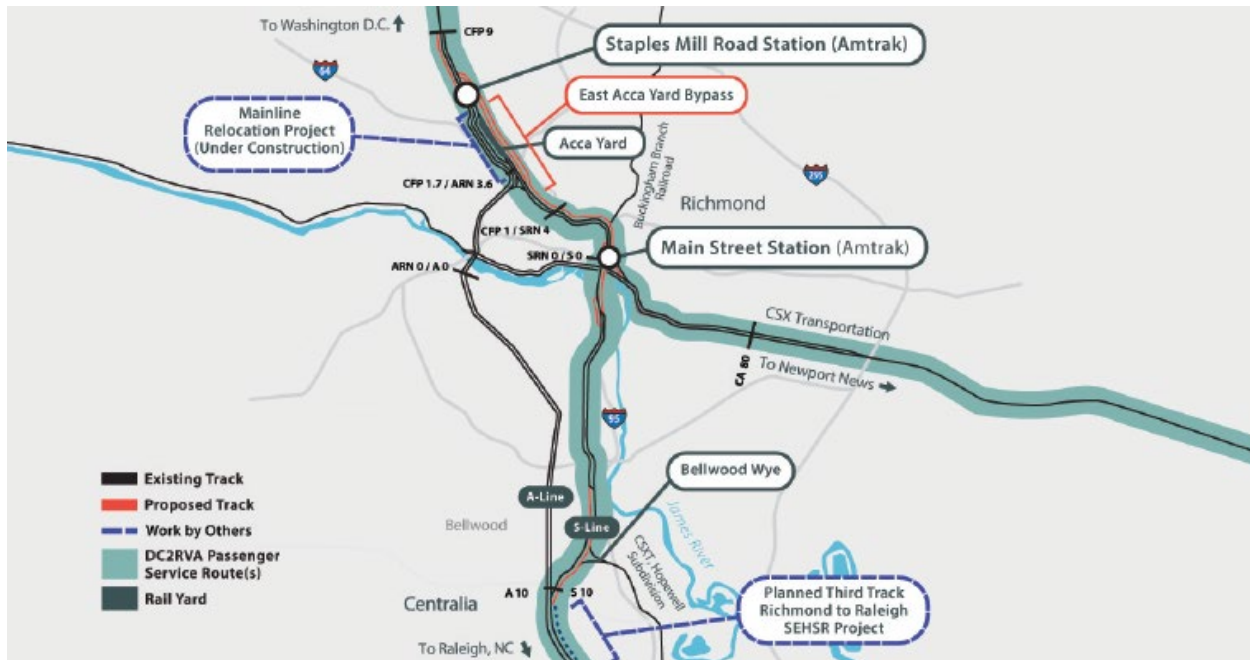 To Washington D.C.
CFP 9
Staples Mill Road Station (Amtrak)
64
East Acca Yard Bypass
Mainline
Relocation Project
(Under Construction)
Acca Yard
Buckingham Branch
Railroad
295
CFP 1.7 / ARN 3.6
Richmond
CFP 1 / SRN 4
Main Street Station (Amtrak)
SRN 0 / S 0
ARN 0 / A 0
CSX Transportation
CA 80
To Newport News
95
Existing Track
Proposed Track
Work by Others
DC2RVA Passenger
Service Route(s)
Rail Yard
Bellwood Wye
A-Line
Bellwood
S-Line
James River
CSXT, Hopewell
Subdivision
A 10
S 10
Centralia
Planned Third Track
Richmond to Raleigh
SEHSR Project
To Raleigh, NC